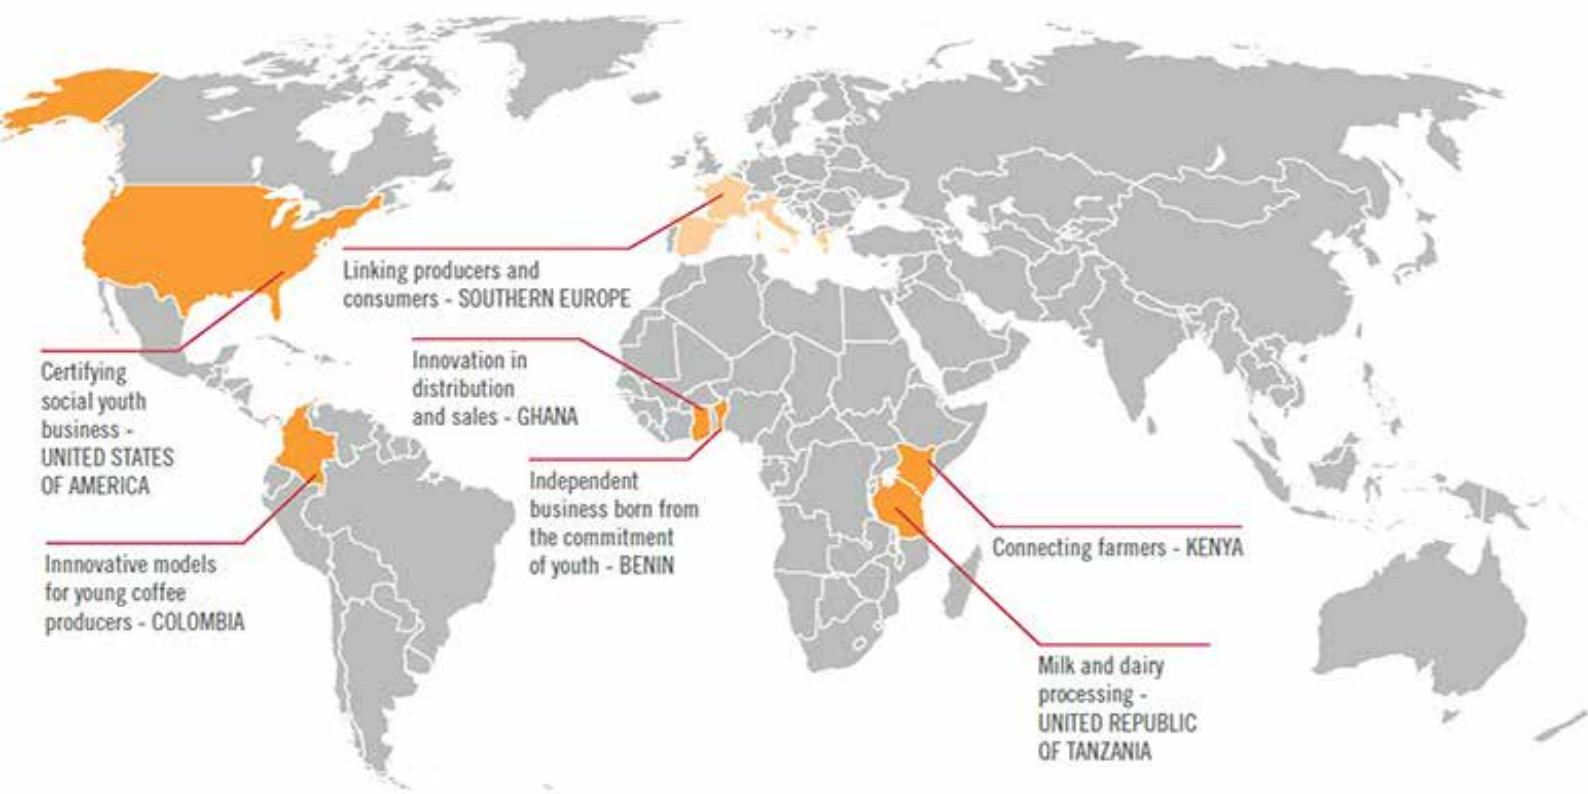 Linking producers and
consumers - SOUTHERN EUROPE
Innovation in
distribution
and sales - GHANA
Certifying
social youth
business -
UNITED STATES
OF AMERICA
Independent
business born from
the commitment
of youth - BENIN
Connecting farmers - KENYA
Innnovative models
for young coffee
producers - COLOMBIA
Milk and dairy
processing -
UNITED REPUBLIC
OF TANZANIA